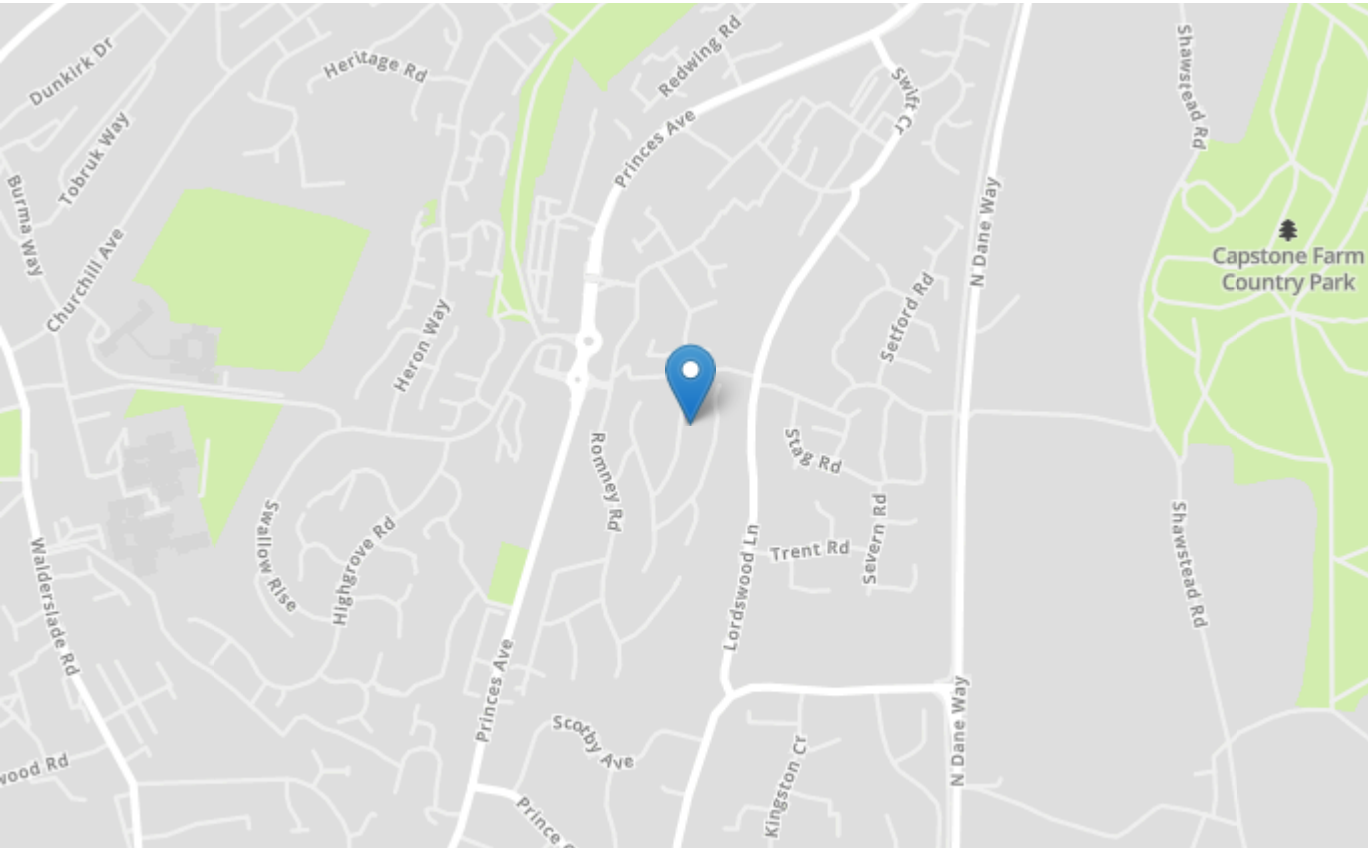 Dunkirk Dr
Heritage Rd
Redwing Rd
Swift Cr
Shawstead Rd
Tobruk Way
Princes Ave
Burma Way
N Dane Way
Churchill Ave
Capstone Farm
Country Park
Setford Rd
Heron Way
Romney Rd
Stag Rd
Swallow Rise
Highgrove Rd
Severn Rd
Shawstead Rd
Trent Rd
Lordswood Ln
Walderslade Rd
Princes Ave
Scotby Ave
N Dane Way
Kingston Cr
wood Rd
Prince